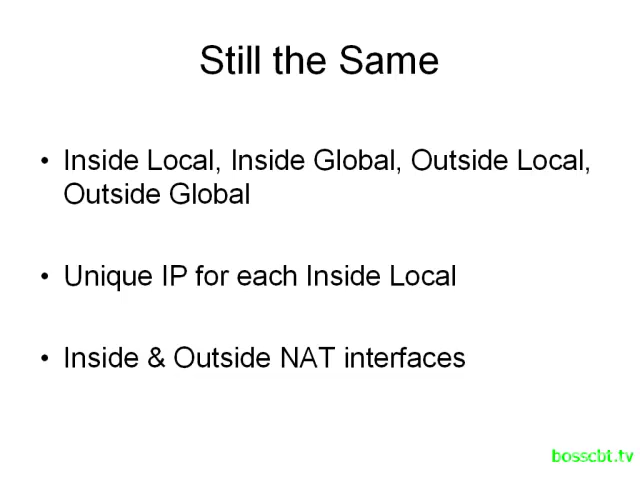 Still the Same
• Inside Local, Inside Global, Outside Local,
Outside Global
• Unique IP for each Inside Local
• Inside & Outside NAT interfaces
bosscbt.tv